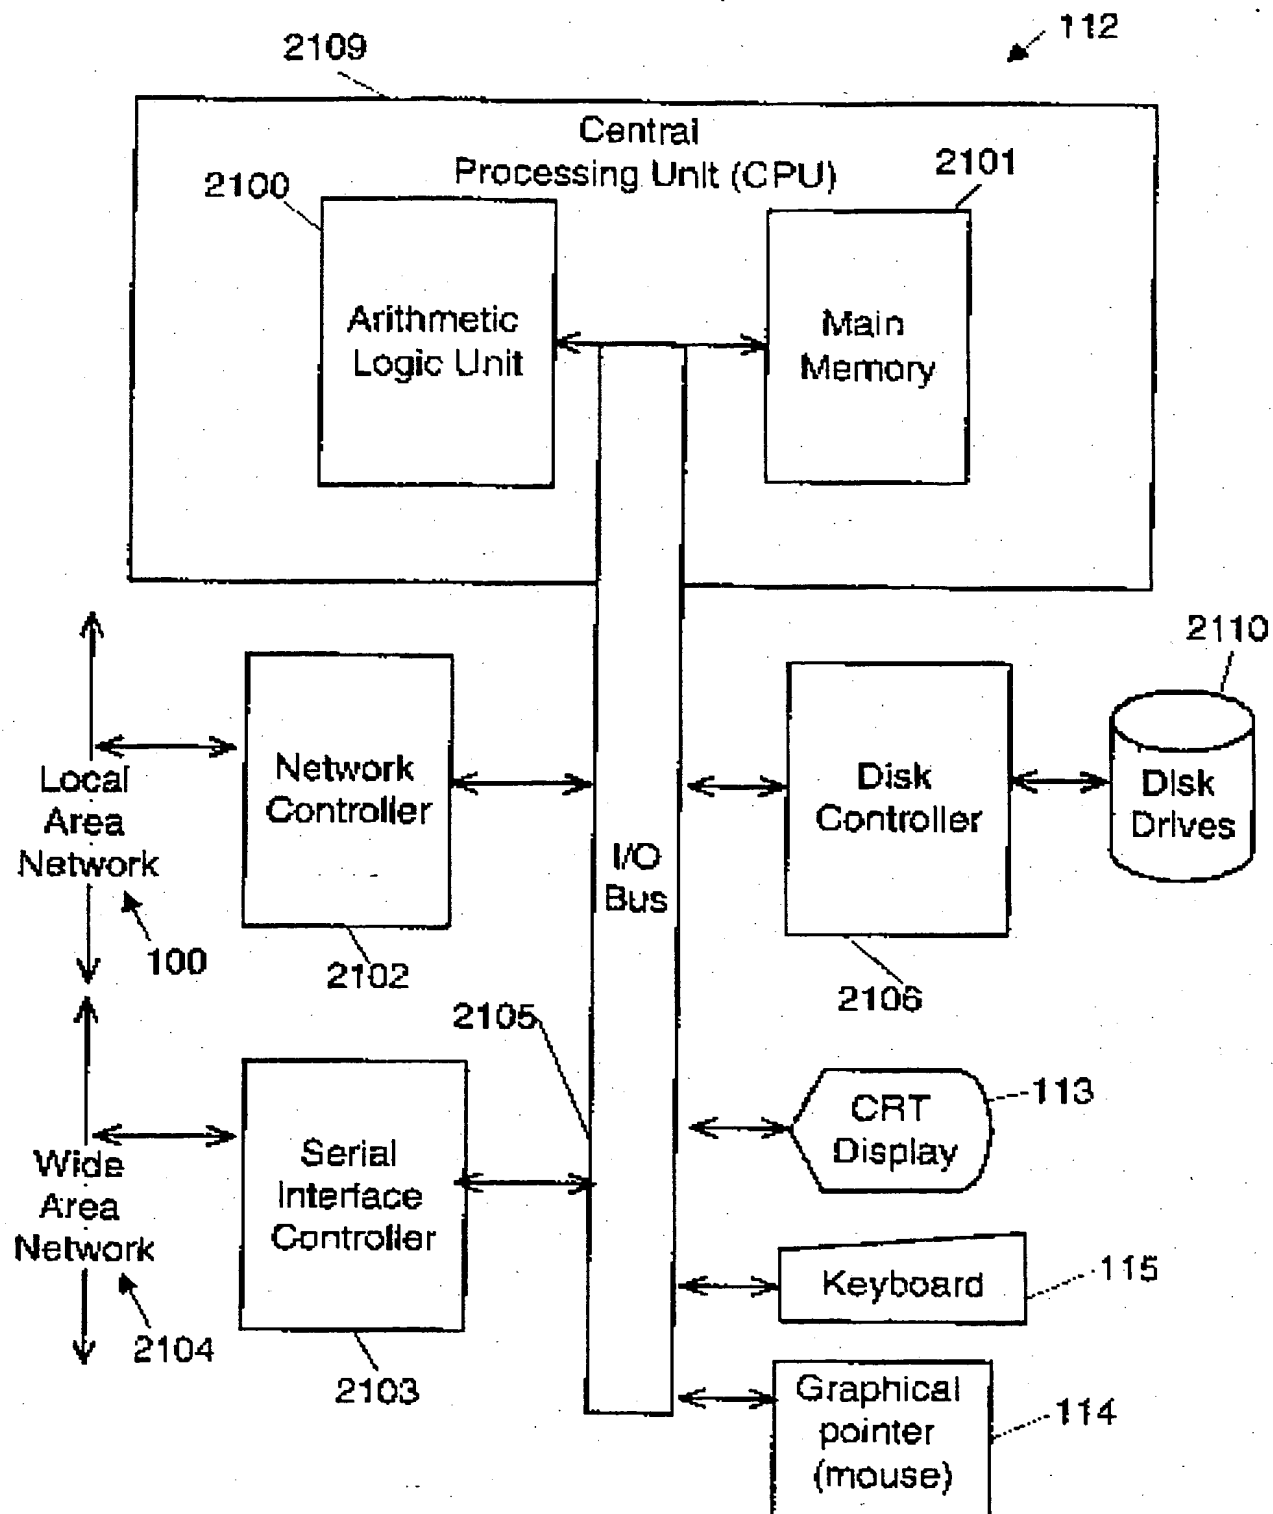 112
2109
Central
Processing Unit (CPU)
2100
2101
Arithmetic
Logic Unit
Main
Memory
2110
Network
Controller
Disk
Controller
Disk
Drives
Local
Area
Network
I/O
Bus
100
2102
2106
2105
CRT
Display
113
Serial
Interface
Controller
Wide
Area
Network
Keyboard
115
2104
2103
Graphical
pointer
(mouse)
114